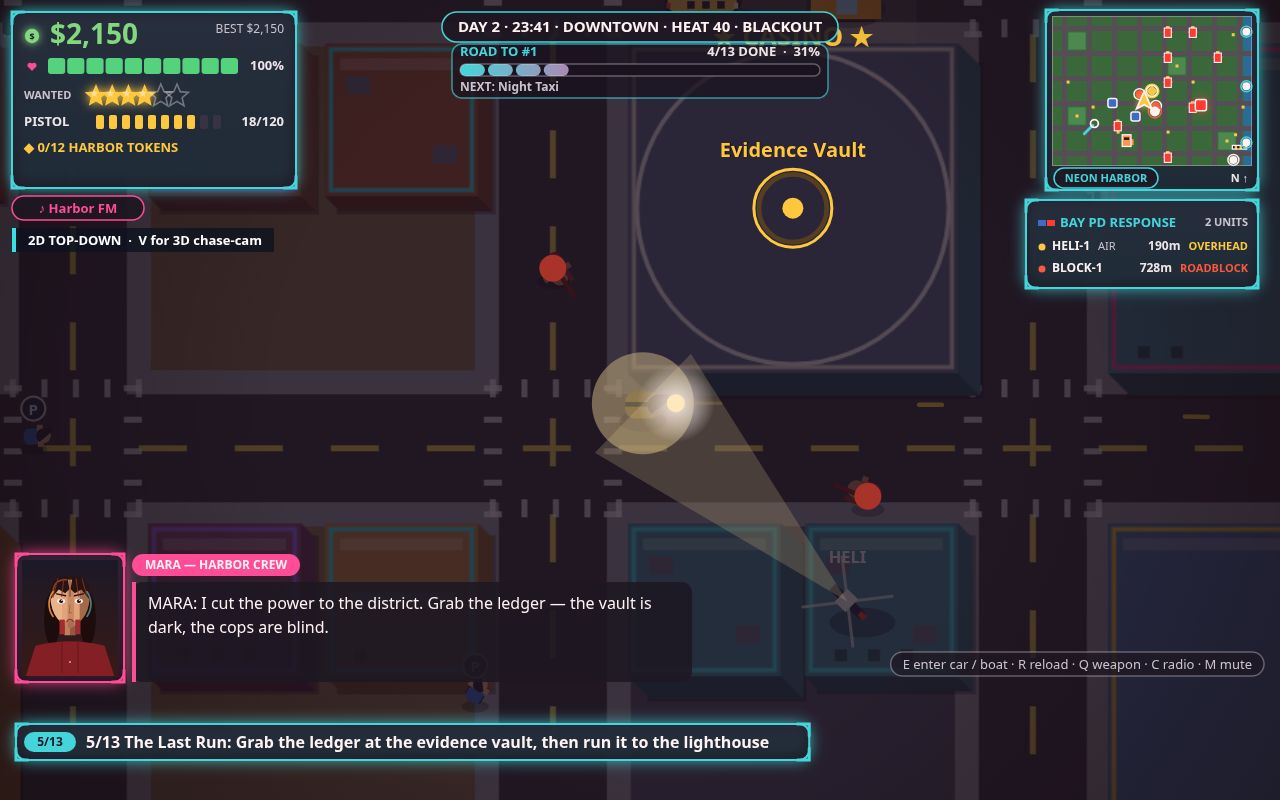 $2,150
BEST $2,150
100%
WANTED
PISTOL
18/120
◆ 0/12 HARBOR TOKENS
♪ Harbor FM
2D TOP-DOWN · V for 3D chase-cam
DAY 2 · 23:41 · DOWNTOWN · HEAT 40 · BLACKOUT
★ CASINO ★
ROAD TO #1
4/13 DONE · 31%
NEXT: Night Taxi
NEON HARBOR
N ↑
BAY PD RESPONSE
2 UNITS
HELI-1 AIR 190m OVERHEAD
BLOCK-1 728m ROADBLOCK
Evidence Vault
P
HELI
MARA — HARBOR CREW
MARA: I cut the power to the district. Grab the ledger — the vault is
dark, the cops are blind.
P
E enter car / boat · R reload · Q weapon · C radio · M mute
5/13 5/13 The Last Run: Grab the ledger at the evidence vault, then run it to the lighthouse